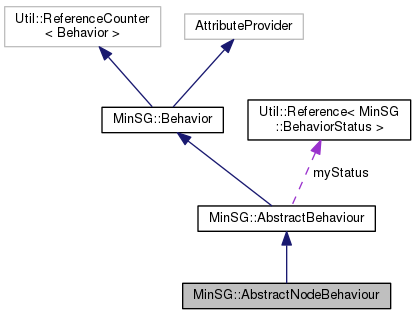 Util::ReferenceCounter
< Behavior >
AttributeProvider
MinSG::Behavior
Util::Reference< MinSG
::BehaviorStatus >
myStatus
MinSG::AbstractBehaviour
MinSG::AbstractNodeBehaviour